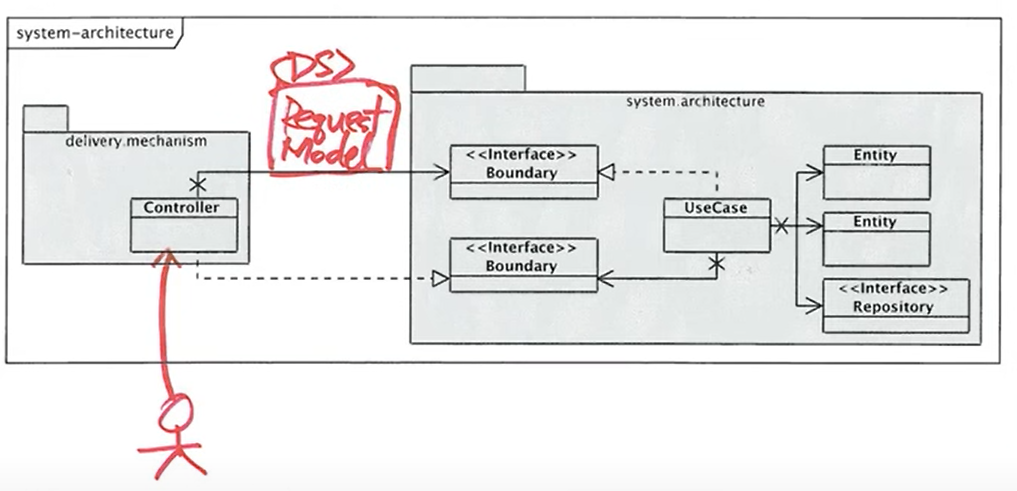 system-architecture
<DS>
Request
Model
delivery.mechanism
Controller
system.architecture
<<Interface>>
Boundary
<<Interface>>
Boundary
UseCase
Entity
Entity
<<Interface>>
Repository